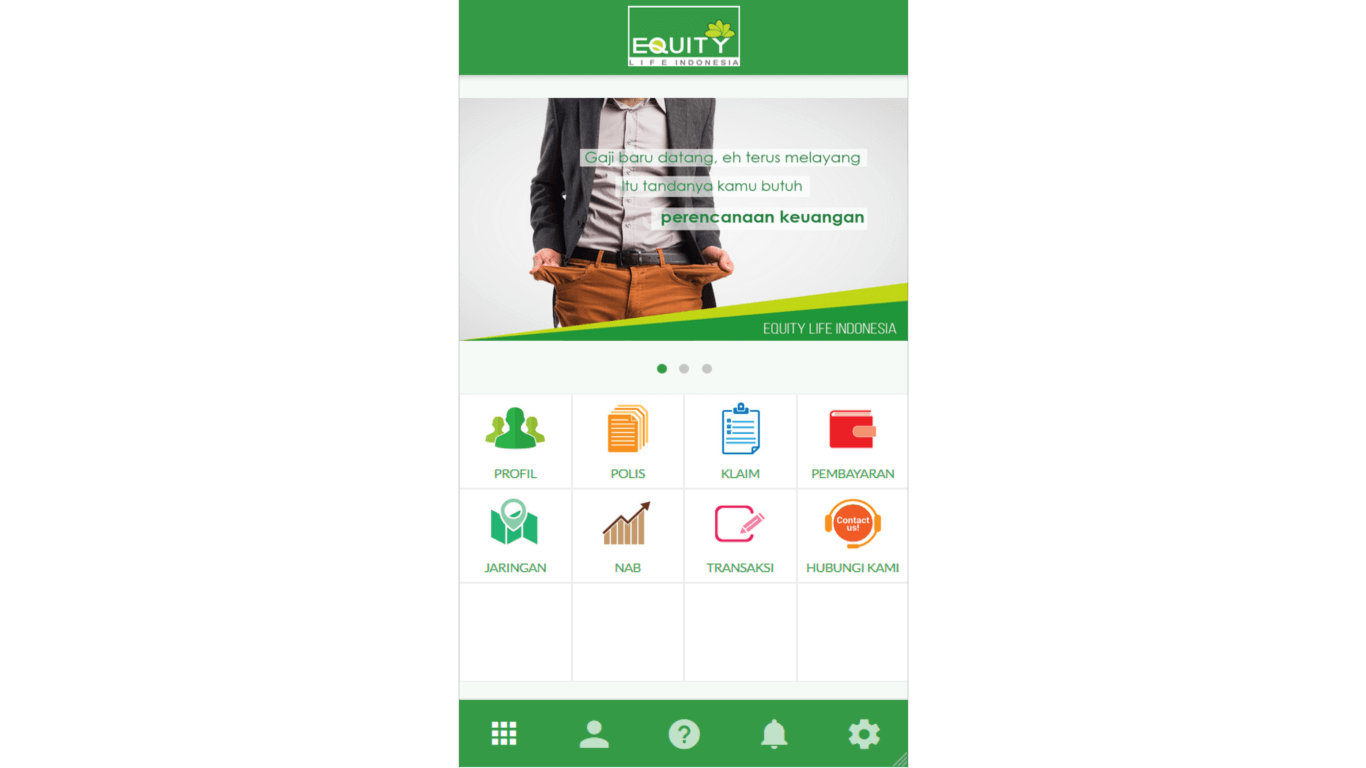 EQUITY
LIFE INDONESIA
Gaji baru datang, eh terus melayang
Itu tandanya kamu butuh
perencanaan keuangan
EQUITY LIFE INDONESIA
PROFIL
POLIS
KLAIM
PEMBAYARAN
Contact
us!
JARINGAN
NAB
TRANSAKSI
HUBUNGI KAMI
?